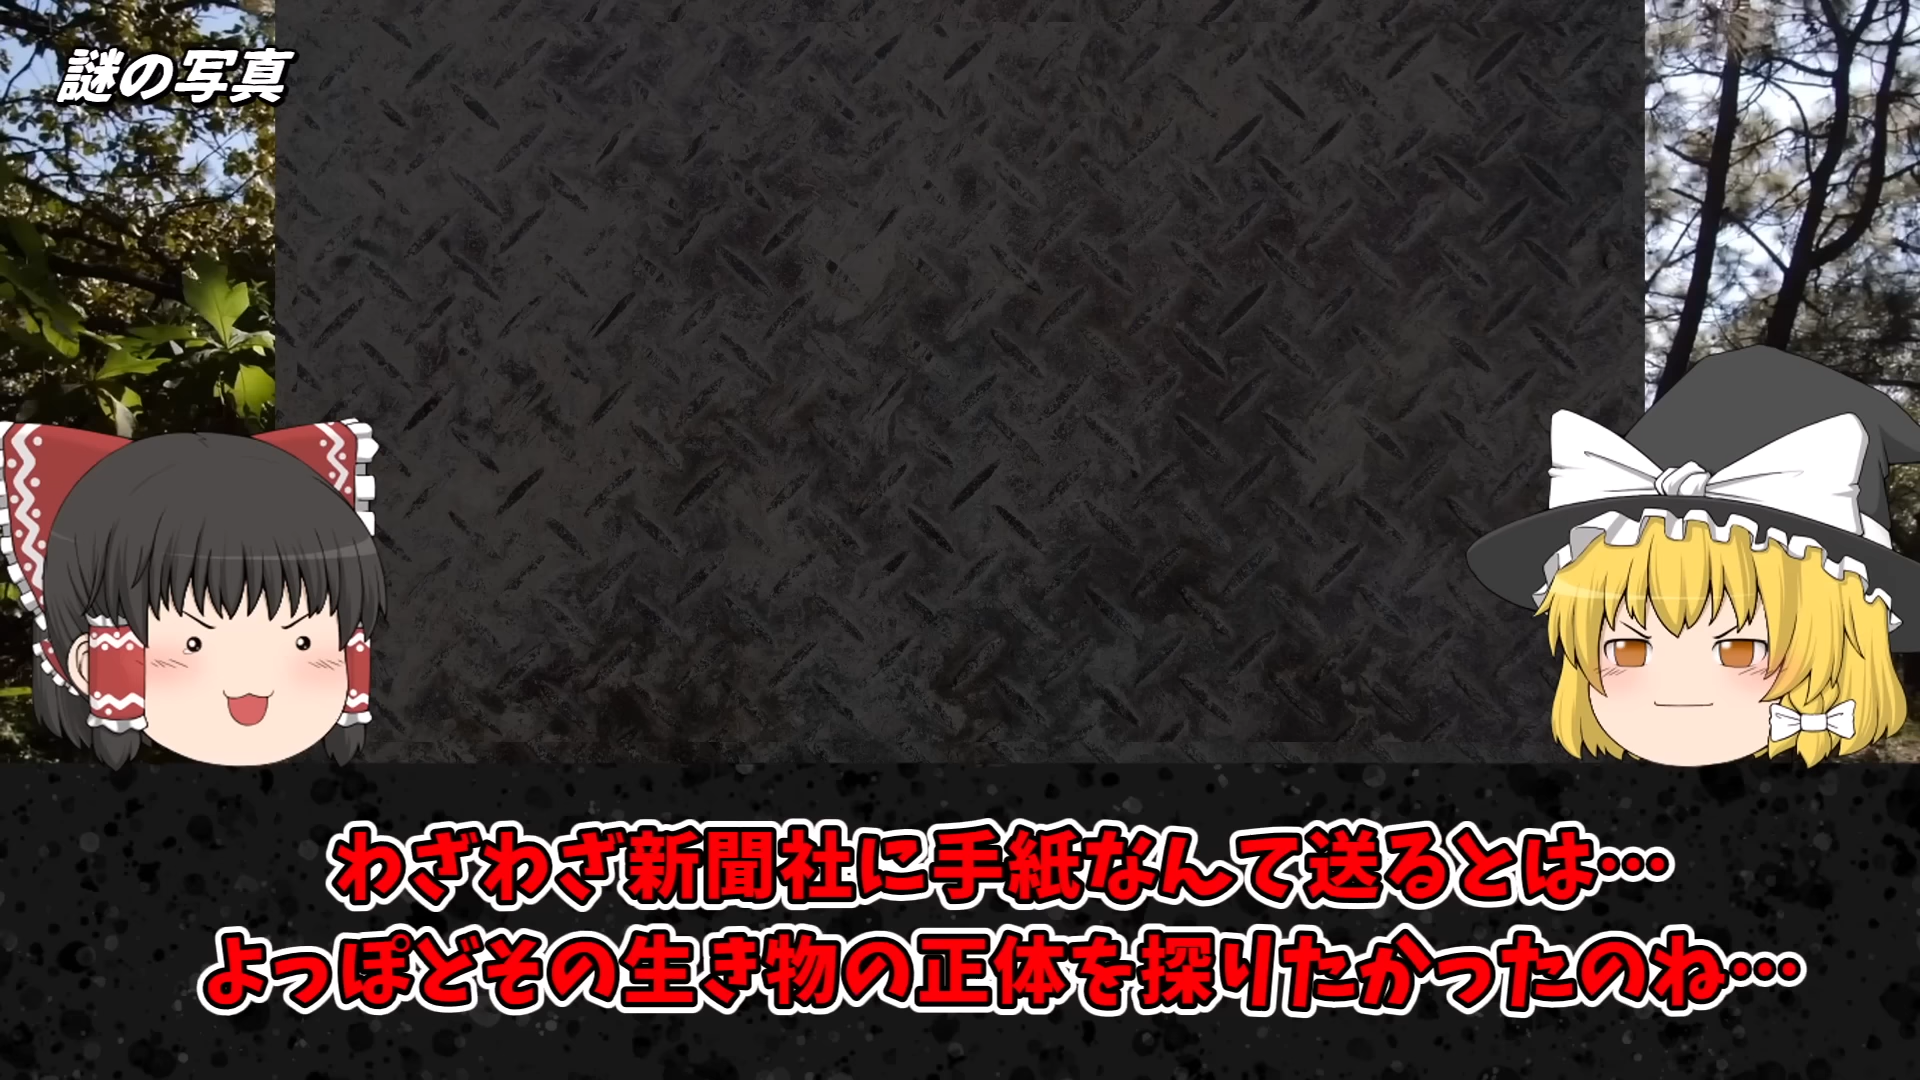 謎の写真
わざわざ新聞社に手紙なんて送るとは…
よっぽどその生き物の正体を探りたかったのね…